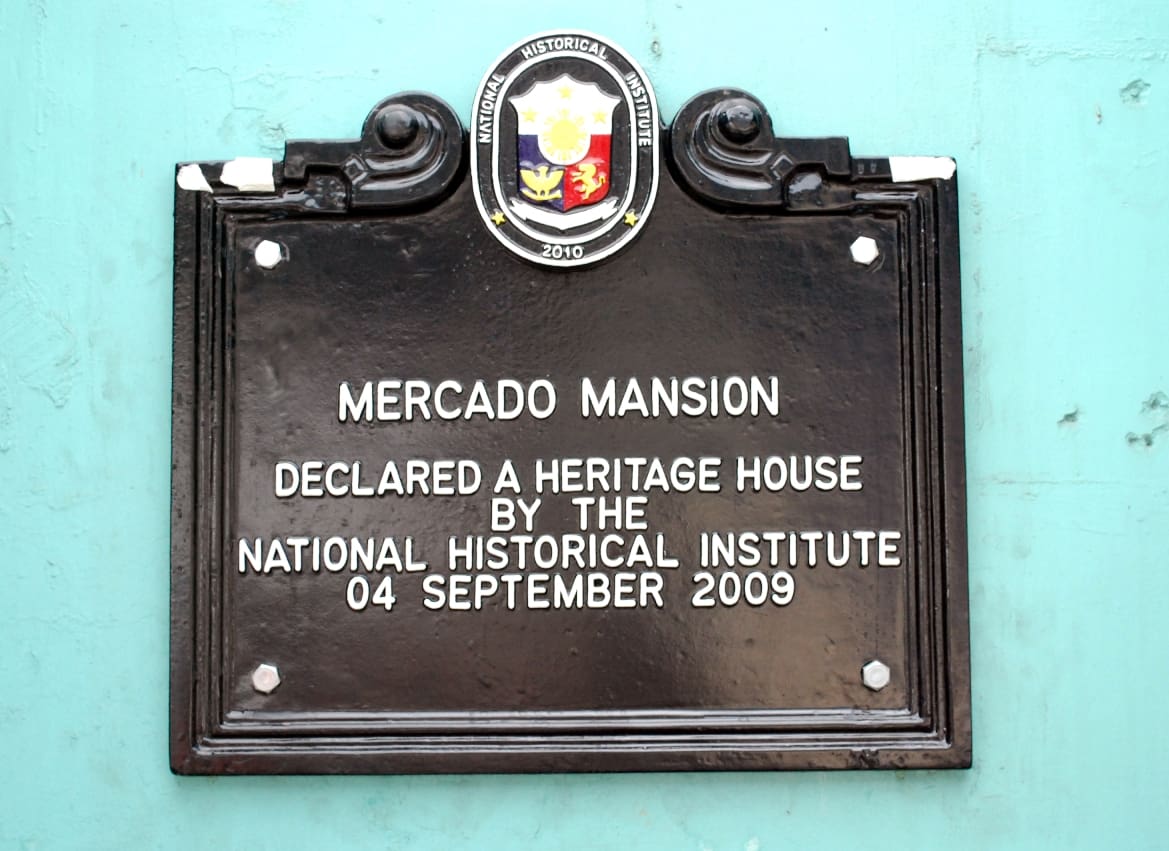 NATIONAL HISTORICAL INSTITUTE
2010
MERCADO MANSION
DECLARED A HERITAGE HOUSE
BY THE
NATIONAL HISTORICAL INSTITUTE
04 SEPTEMBER 2009